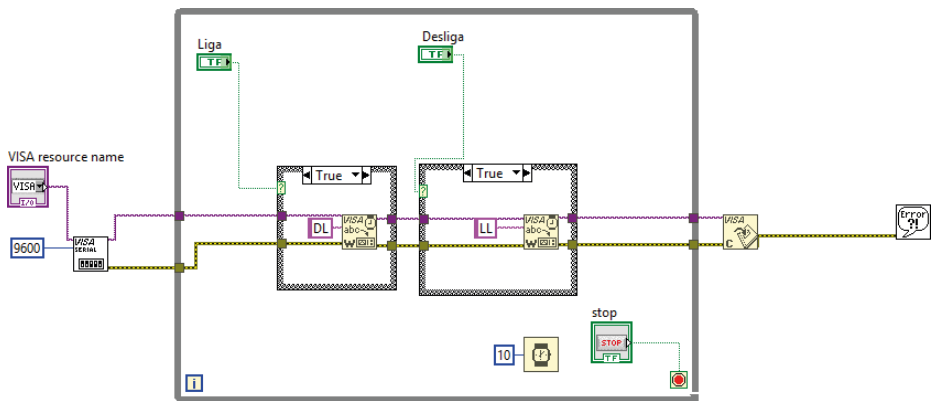 Liga
TF
Desliga
TF
VISA resource name
VISA
I/O
9600
VISA
SERIAL
True
?
DL
VISA
abc
W
True
?
LL
VISA
abc
W
VISA
C
Error
?!
stop
STOP
TF
10
i